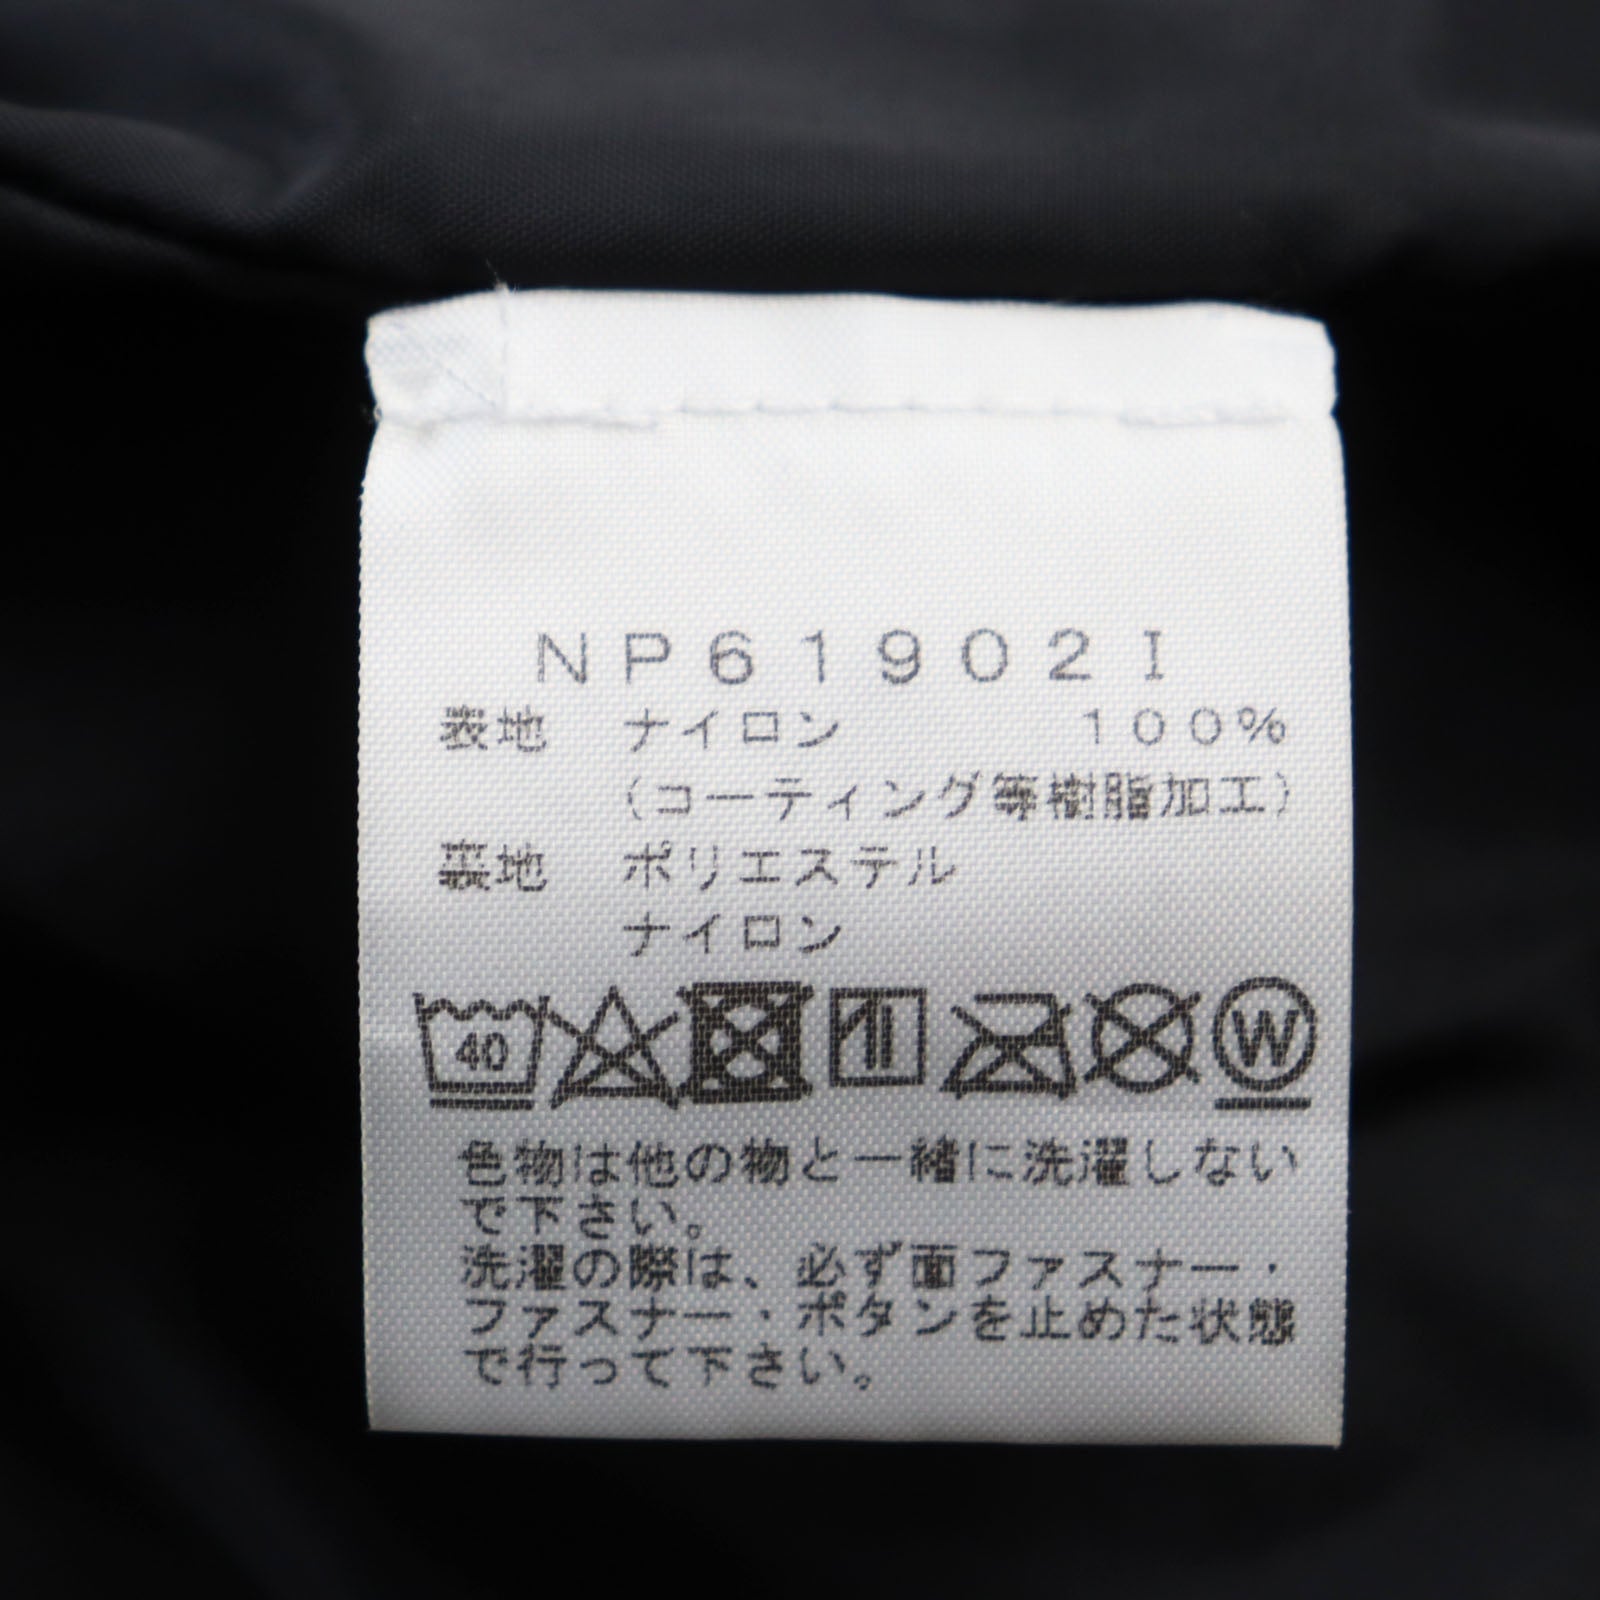 NP61902I
表地　ナイロン　100%
(コーティング等樹脂加工)
裏地　ポリエステル
ナイロン
40 W
色物は他の物と一緒に洗濯しない
で下さい。
洗濯の際は、必ず面ファスナー・
ファスナー・ボタンを止めた状態
で行って下さい。